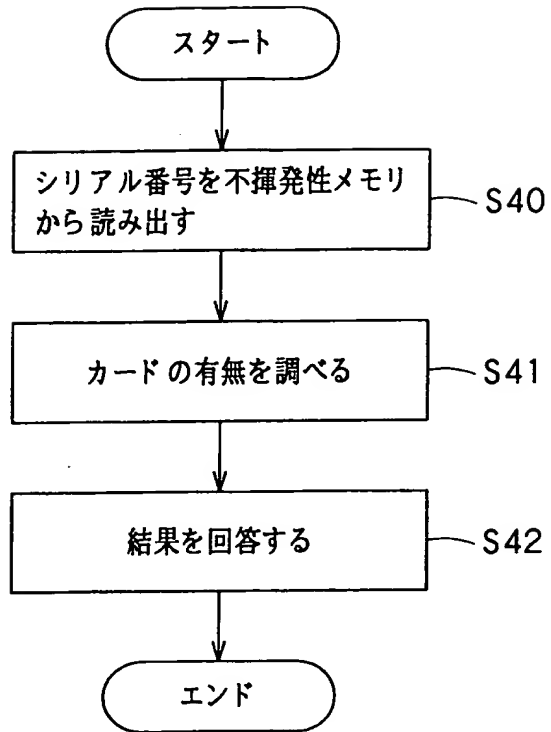 スタート
シリアル番号を不揮発性メモリ
から読み出す
S40
カードの有無を調べる
S41
結果を回答する
S42
エンド